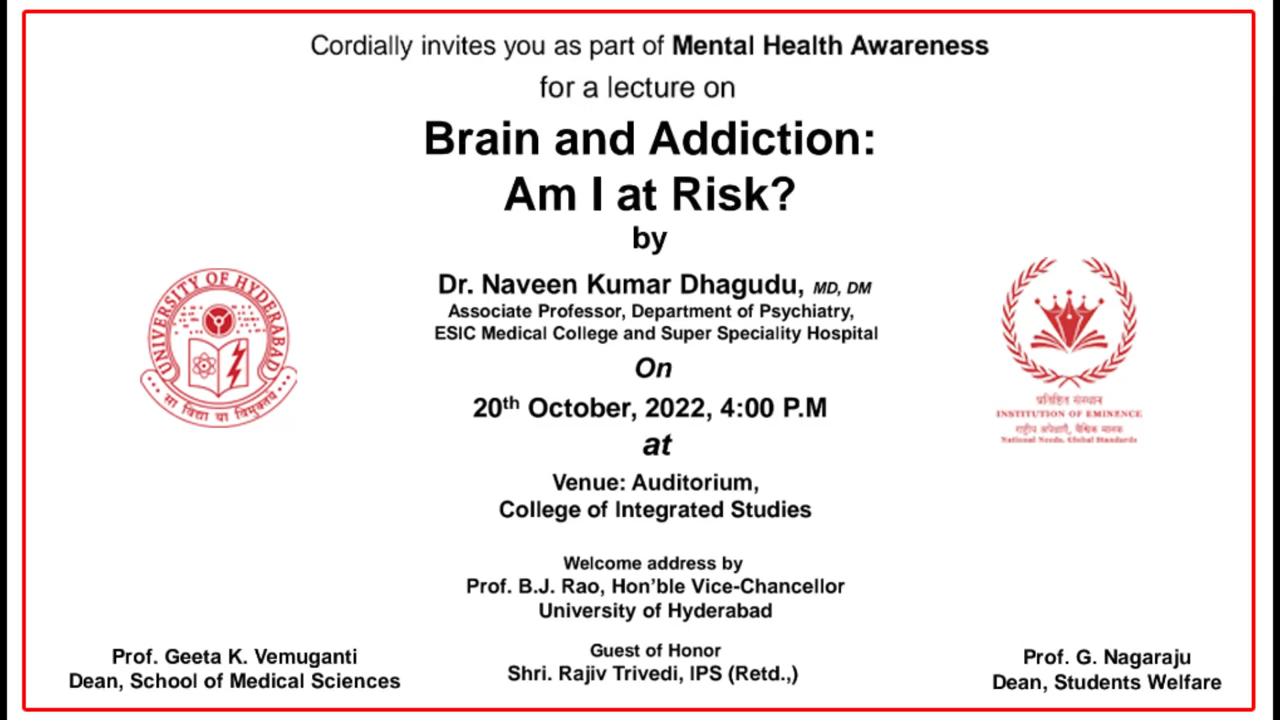 Cordially invites you as part of Mental Health Awareness
for a lecture on
Brain and Addiction:
Am I at Risk?
by
Dr. Naveen Kumar Dhagudu, MD, DM
Associate Professor, Department of Psychiatry,
ESIC Medical College and Super Speciality Hospital
On
20th October, 2022, 4:00 P.M
at
Venue: Auditorium,
College of Integrated Studies
UNIVERSITY OF HYDERABAD
सा विद्या या विमुक्तये
प्रतिष्ठित संस्थान
INSTITUTION OF EMINENCE
राष्ट्रीय अपेक्षाएँ, वैश्विक मानक
National Needs, Global Standards
Welcome address by
Prof. B.J. Rao, Hon'ble Vice-Chancellor
University of Hyderabad
Guest of Honor
Shri. Rajiv Trivedi, IPS (Retd.,)
Prof. Geeta K. Vemuganti
Dean, School of Medical Sciences
Prof. G. Nagaraju
Dean, Students Welfare